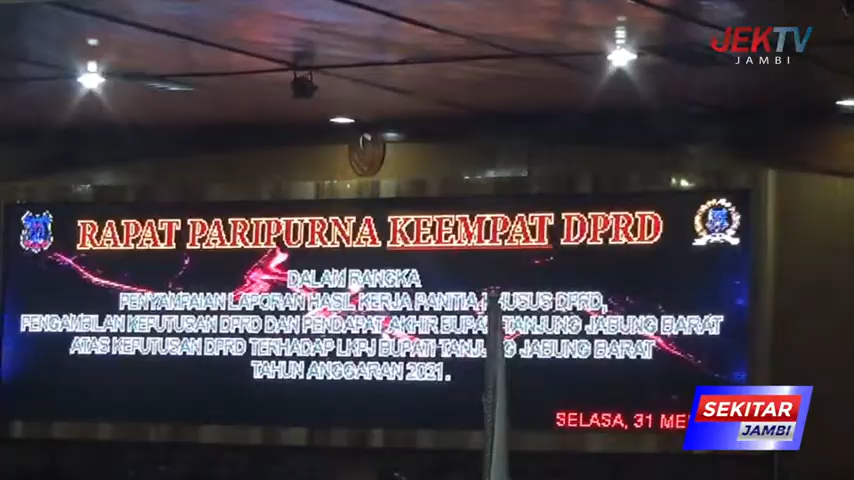 JEKTV
JAMBI
RAPAT PARIPURNA KEEMPAT DPRD
DALAM RANGKA
PENYAMPAIAN LAPORAN HASIL KERJA PANITIA KHUSUS DPRD,
PENGAMBILAN KEPUTUSAN DPRD DAN PENDAPAT AKHIR BUPATI TANJUNG JABUNG BARAT
ATAS KEPUTUSAN DPRD TERHADAP LKPJ BUPATI TANJUNG JABUNG BARAT
TAHUN ANGGARAN 2021.
SELASA, 31 ME
SEKITAR
JAMBI